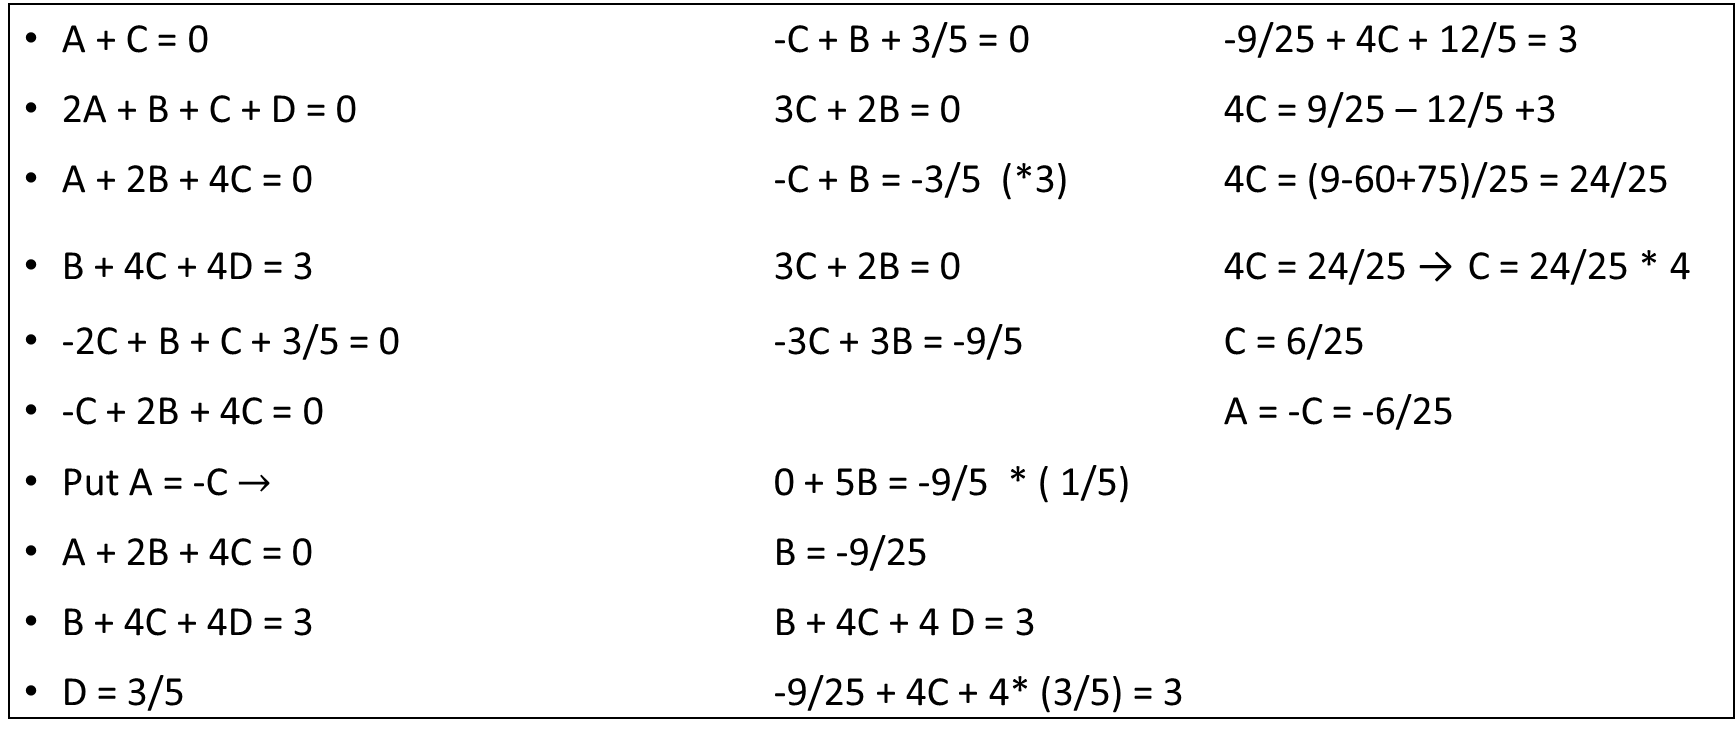 • A + C = 0
• 2A + B + C + D = 0
• A + 2B + 4C = 0
• B + 4C + 4D = 3
• -2C + B + C + 3/5 = 0
• -C + 2B + 4C = 0
• Put A = -C →
• A + 2B + 4C = 0
• B + 4C + 4D = 3
• D = 3/5
-C + B + 3/5 = 0
3C + 2B = 0
-C + B = -3/5 (*3)
3C + 2B = 0
-3C + 3B = -9/5
0 + 5B = -9/5 * ( 1/5)
B = -9/25
B + 4C + 4 D = 3
-9/25 + 4C + 4* (3/5) = 3
-9/25 + 4C + 12/5 = 3
4C = 9/25 – 12/5 +3
4C = (9-60+75)/25 = 24/25
4C = 24/25 → C = 24/25 * 4
C = 6/25
A = -C = -6/25